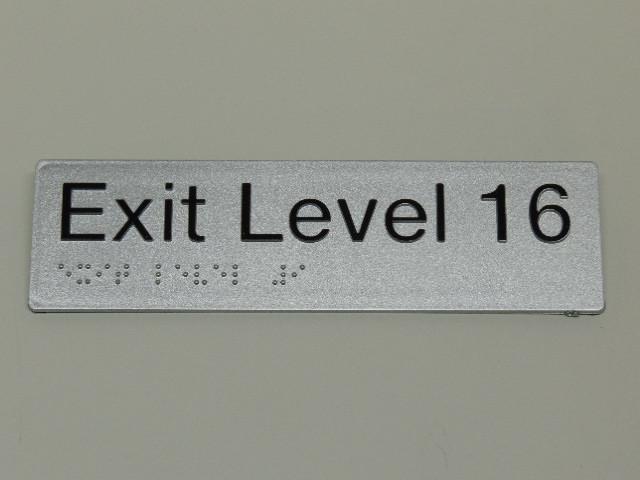 Exit Level 16
⠑⠭⠊⠞ ⠇⠑⠧⠑⠇ ⠼⠁⠋